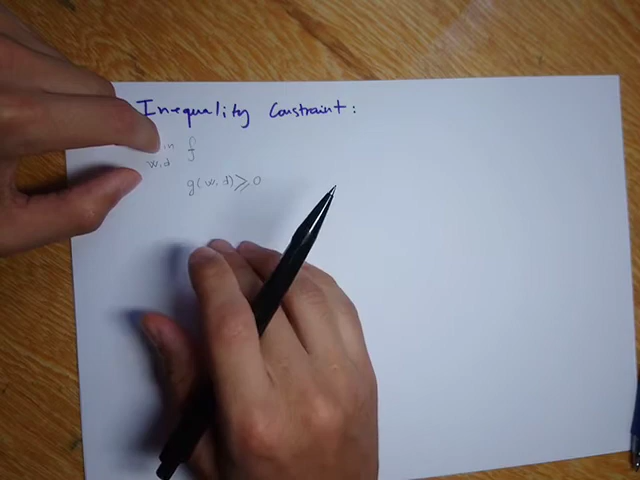 Inequality Constraint:
in f
w,d
g(w,d) ⩾ 0